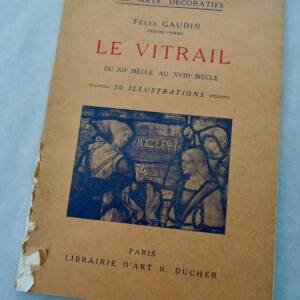 ARTS DÉCORATIFS
FÉLIX GAUDIN
LE VITRAIL
DU XIIe SIÈCLE AU XVIIIe SIÈCLE
50 ILLUSTRATIONS
PARIS
LIBRAIRIE D'ART R. DUCHER